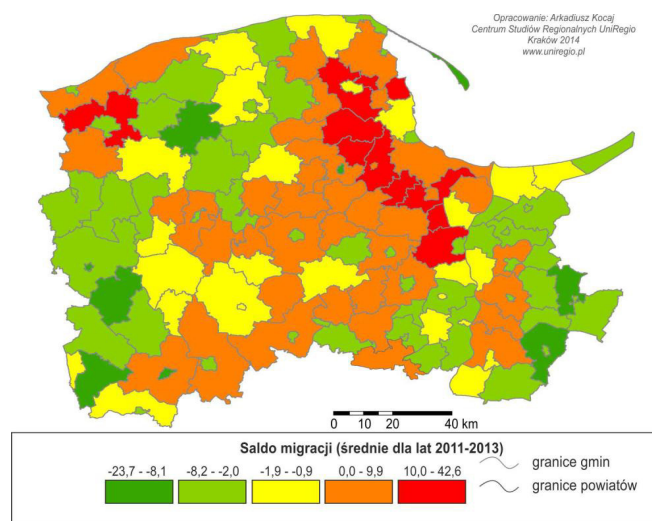 Opracowanie: Arkadiusz Kocaj
Centrum Studiów Regionalnych UniRegio
Kraków 2014
www.uniregio.pl
0 10 20 40 km
Saldo migracji (średnie dla lat 2011-2013)
-23,7 - -8,1 -8,2 - -2,0 -1,9 - -0,9 0,0 - 9,9 10,0 - 42,6
granice gmin
granice powiatów